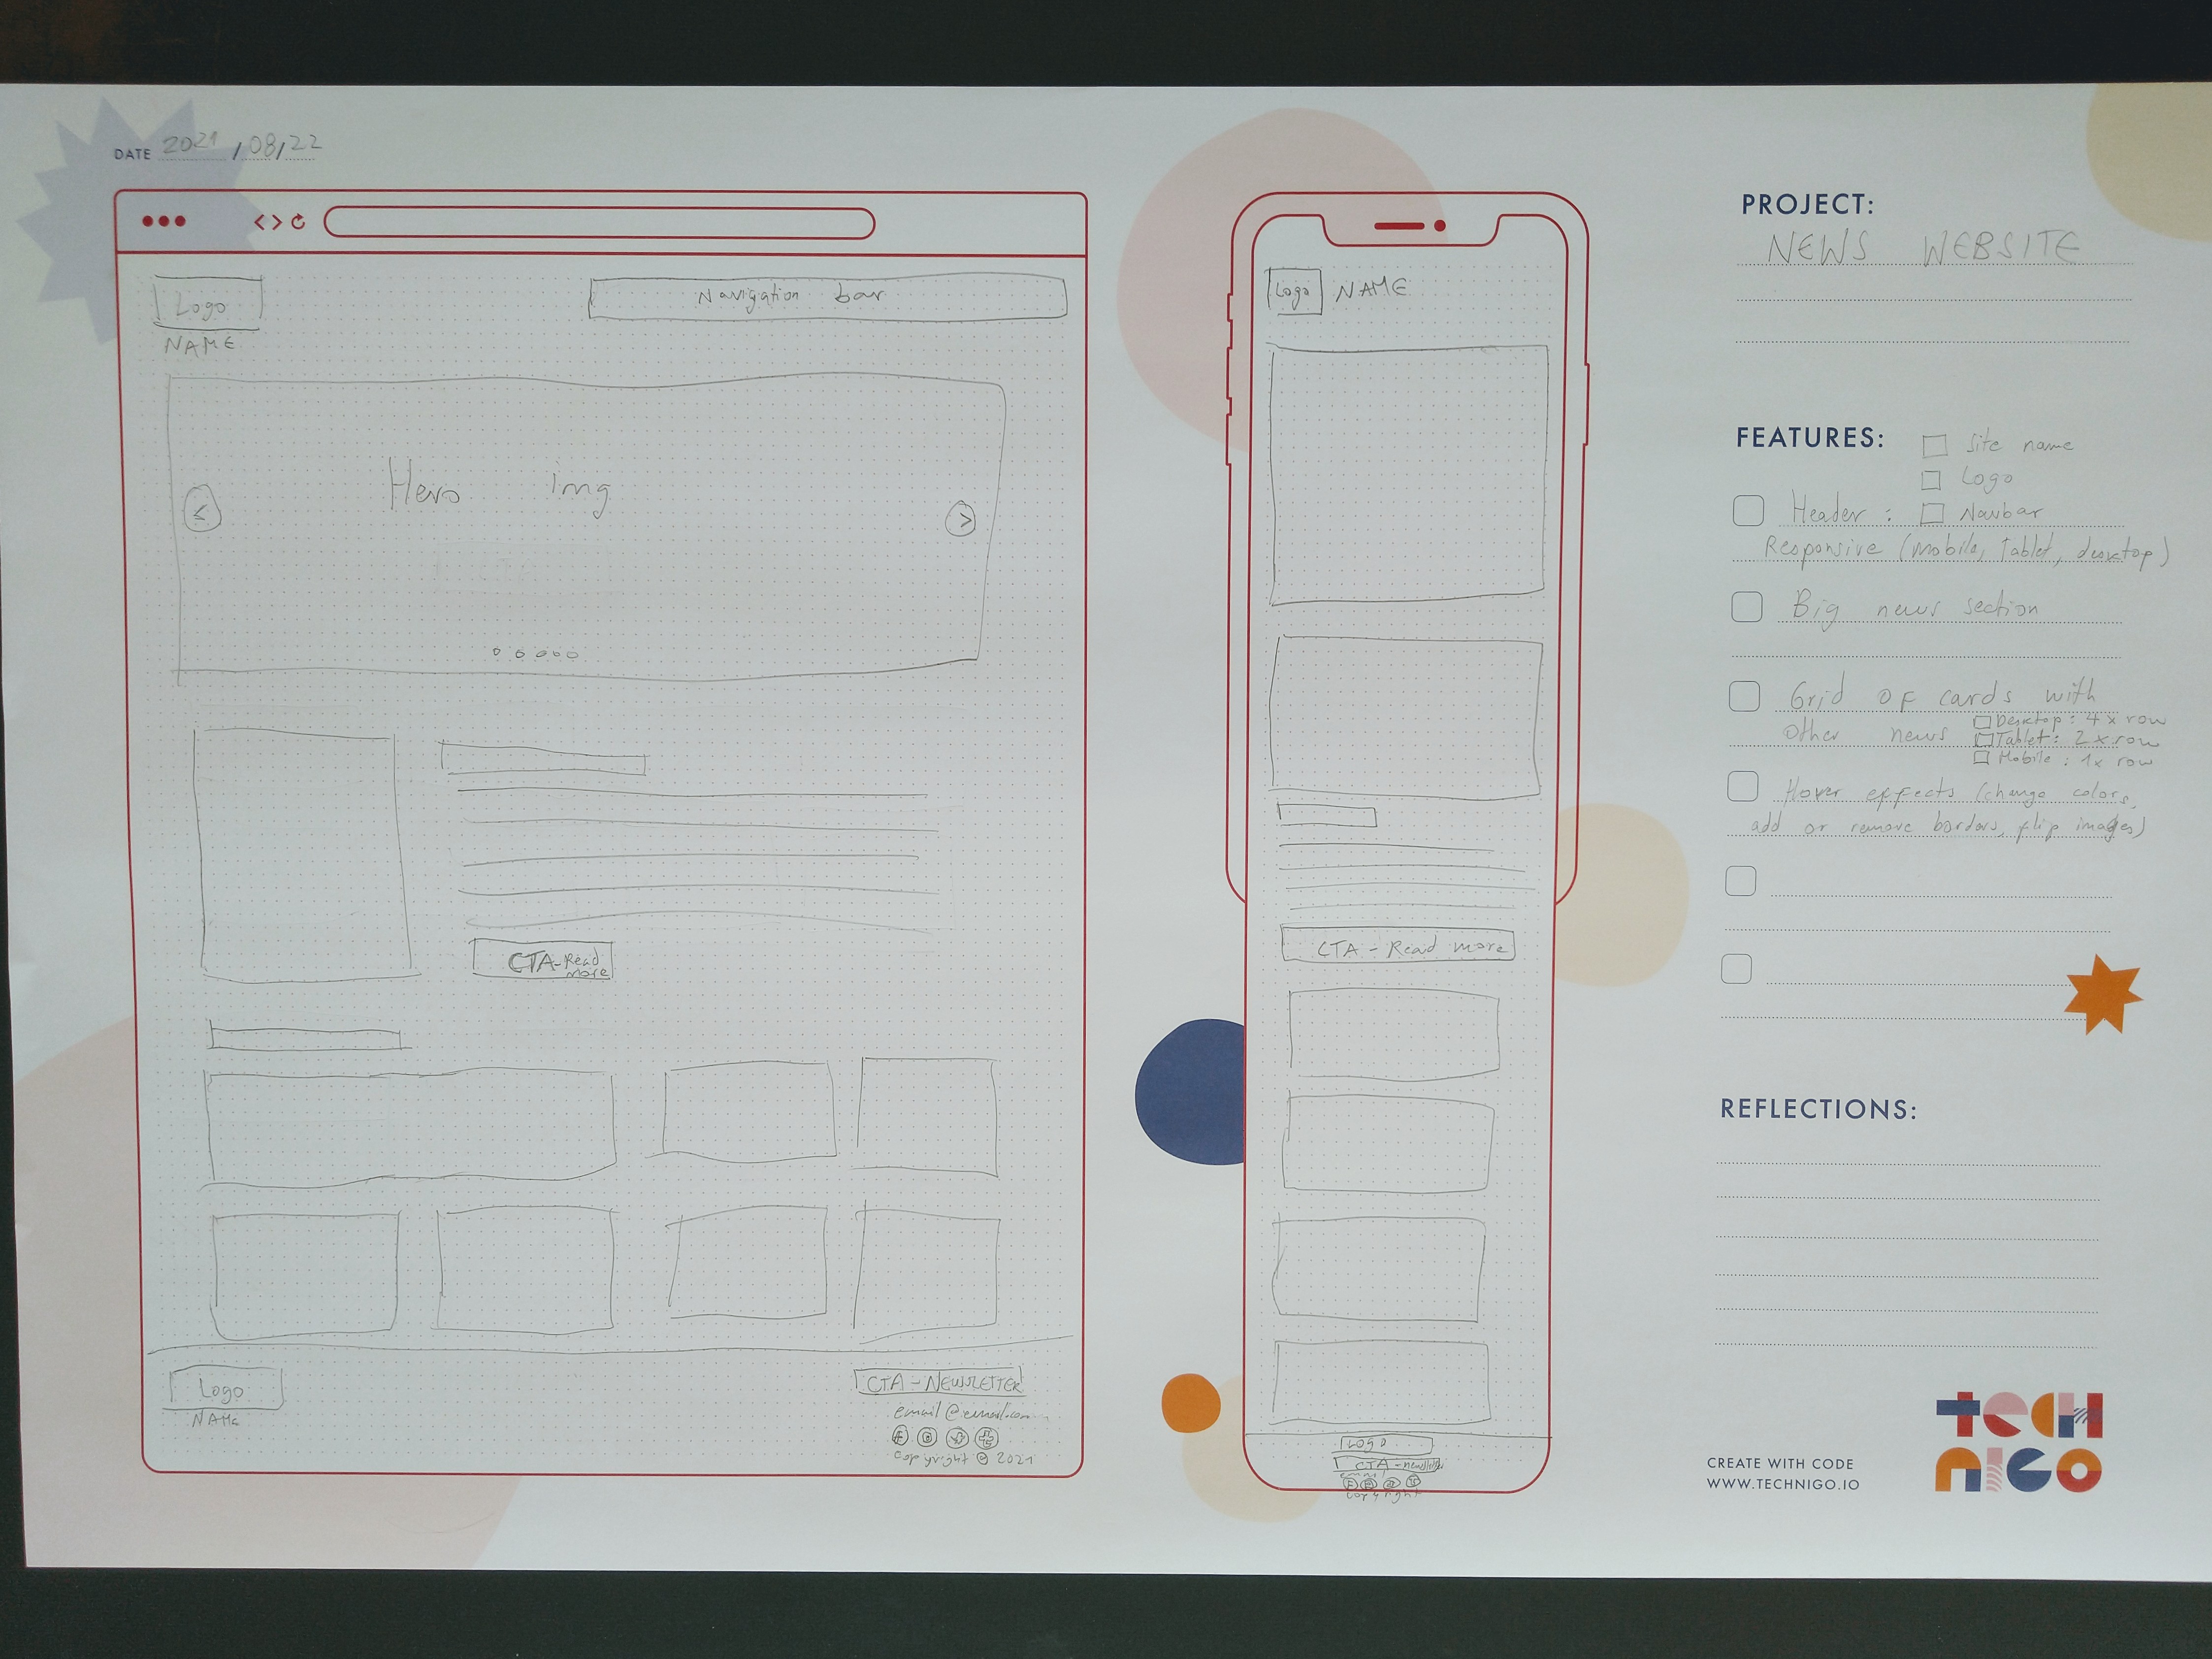 DATE 2021 / 08 / 22
Logo
NAME
Navigation bar
Hero img
<
>
CTA-Read
more
Logo
NAME
CTA - NEWSLETTER
email@email.com
Copyright © 2021
Logo NAME
CTA - Read more
LOGO
CTA - newsletter
email
Copyright
PROJECT:
NEWS WEBSITE
FEATURES:
Site name
Logo
Header : Navbar
Responsive (mobile, tablet, desktop)
Big news section
Grid of cards with
other news
Desktop : 4 x row
Tablet : 2 x row
Mobile : 1x row
Hover effects (change colors,
add or remove borders, flip images)
REFLECTIONS:
CREATE WITH CODE
WWW.TECHNIGO.IO
TECH
NIGO